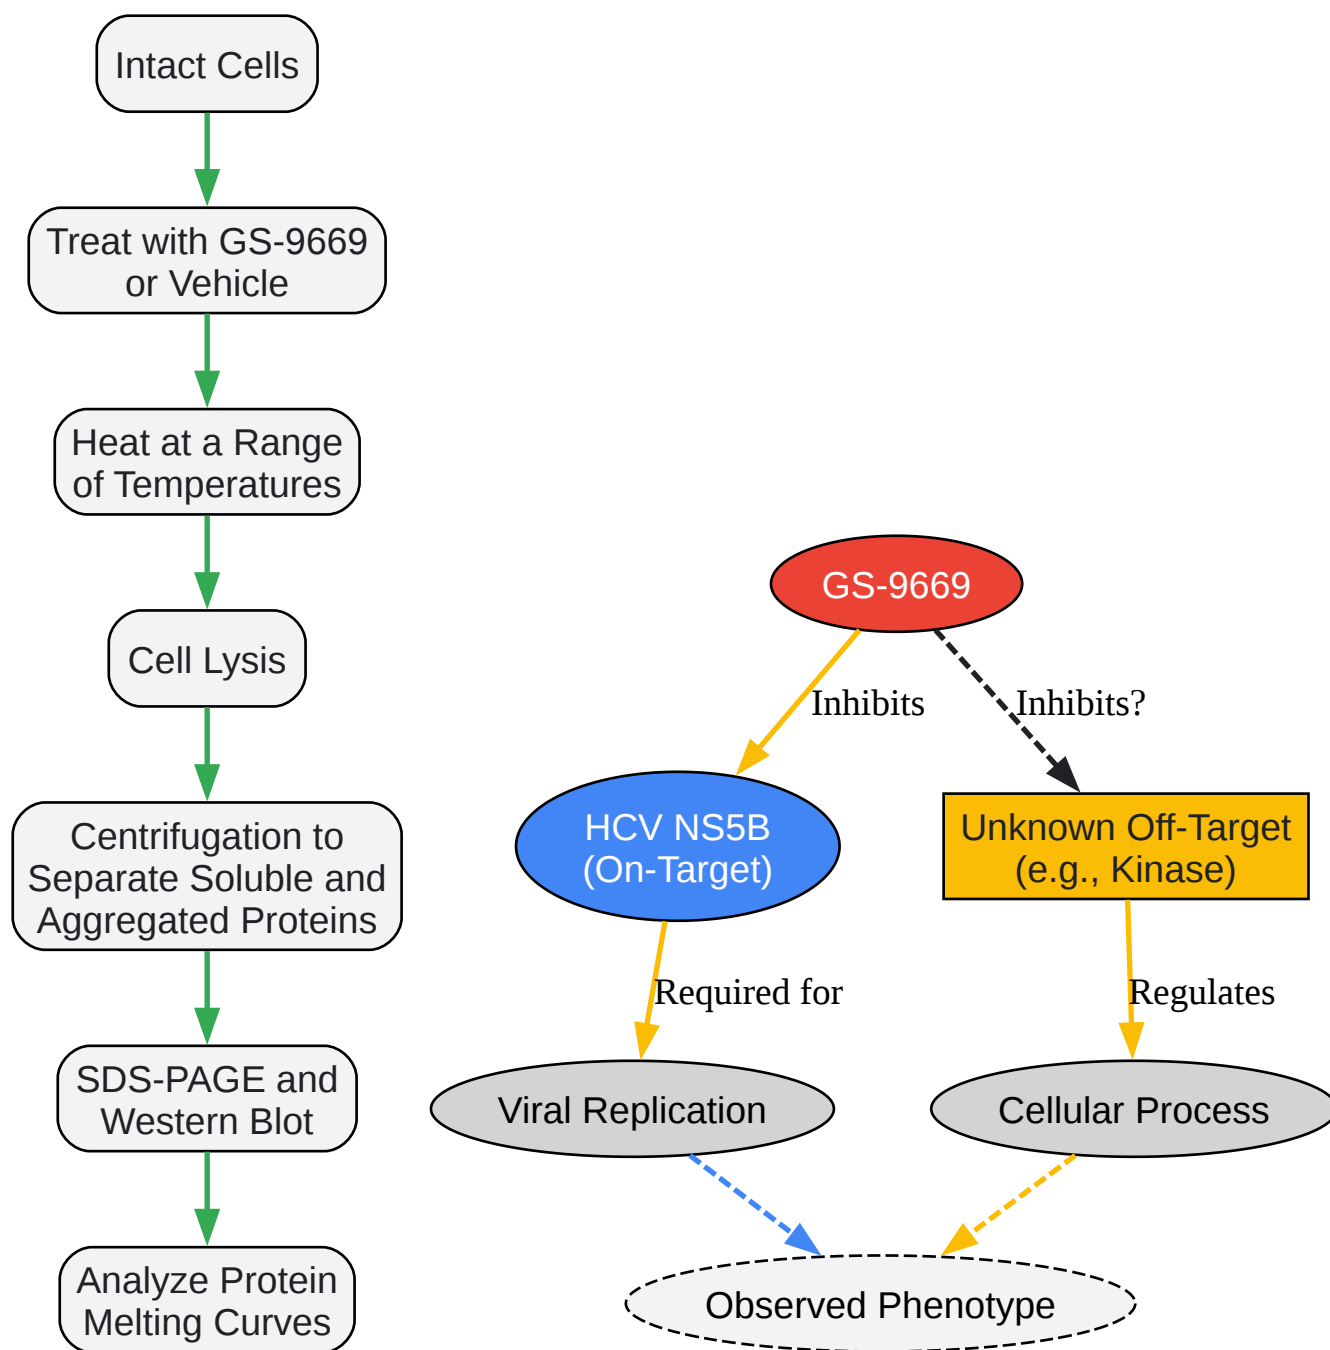 Intact Cells
Treat with GS-9669
or Vehicle
Heat at a Range
of Temperatures
Cell Lysis
Centrifugation to
Separate Soluble and
Aggregated Proteins
SDS-PAGE and
Western Blot
Analyze Protein
Melting Curves
GS-9669
Inhibits
Inhibits?
HCV NS5B
(On-Target)
Unknown Off-Target
(e.g., Kinase)
Required for
Regulates
Viral Replication
Cellular Process
Observed Phenotype